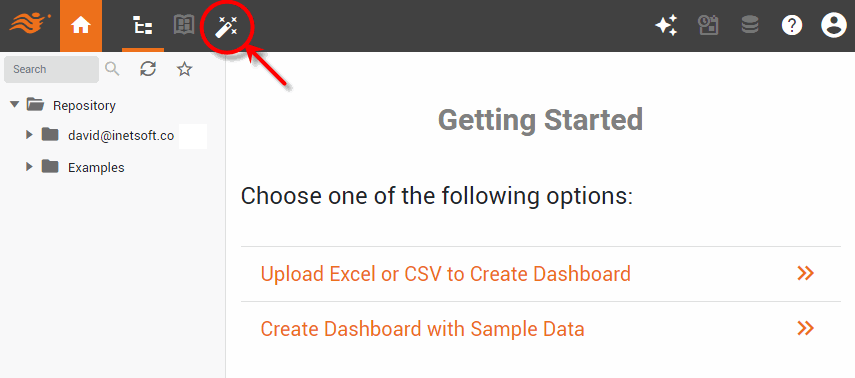 Search
Repository
david@inetsoft.co
Examples
Getting Started
Choose one of the following options:
Upload Excel or CSV to Create Dashboard
Create Dashboard with Sample Data